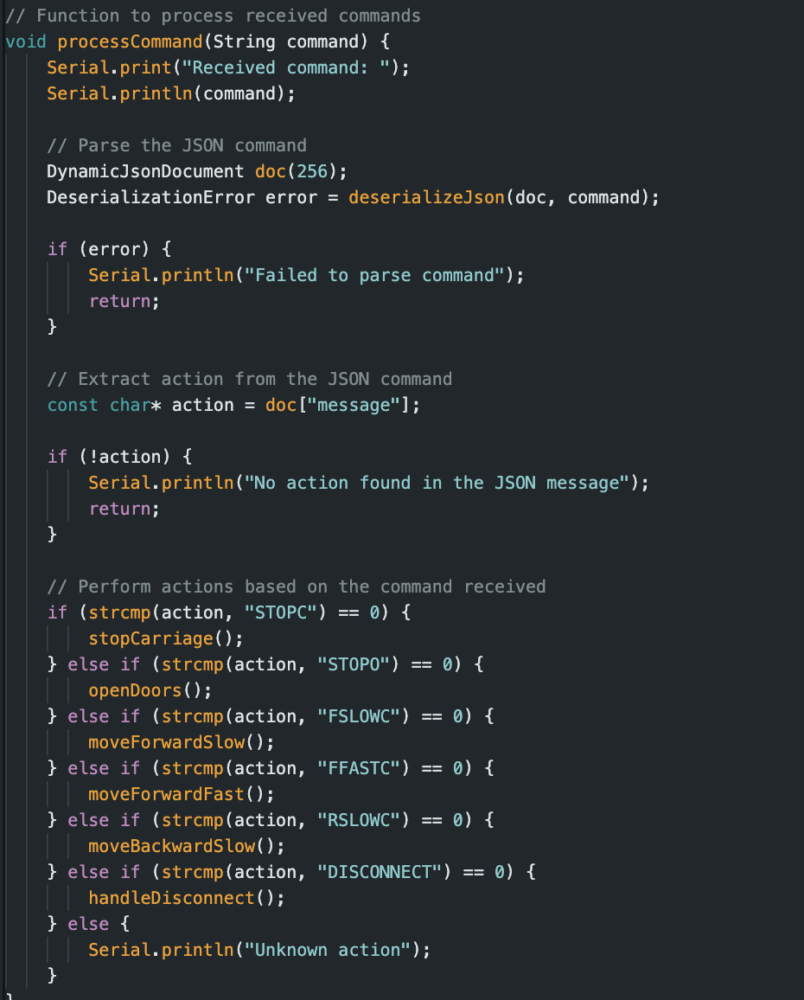 // Function to process received commands
void processCommand(String command) {
    Serial.print("Received command: ");
    Serial.println(command);

    // Parse the JSON command
    DynamicJsonDocument doc(256);
    DeserializationError error = deserializeJson(doc, command);

    if (error) {
        Serial.println("Failed to parse command");
        return;
    }

    // Extract action from the JSON command
    const char* action = doc["message"];

    if (!action) {
        Serial.println("No action found in the JSON message");
        return;
    }

    // Perform actions based on the command received
    if (strcmp(action, "STOPC") == 0) {
        stopCarriage();
    } else if (strcmp(action, "STOPO") == 0) {
        openDoors();
    } else if (strcmp(action, "FSLOWC") == 0) {
        moveForwardSlow();
    } else if (strcmp(action, "FFASTC") == 0) {
        moveForwardFast();
    } else if (strcmp(action, "RSLOWC") == 0) {
        moveBackwardSlow();
    } else if (strcmp(action, "DISCONNECT") == 0) {
        handleDisconnect();
    } else {
        Serial.println("Unknown action");
    }
}